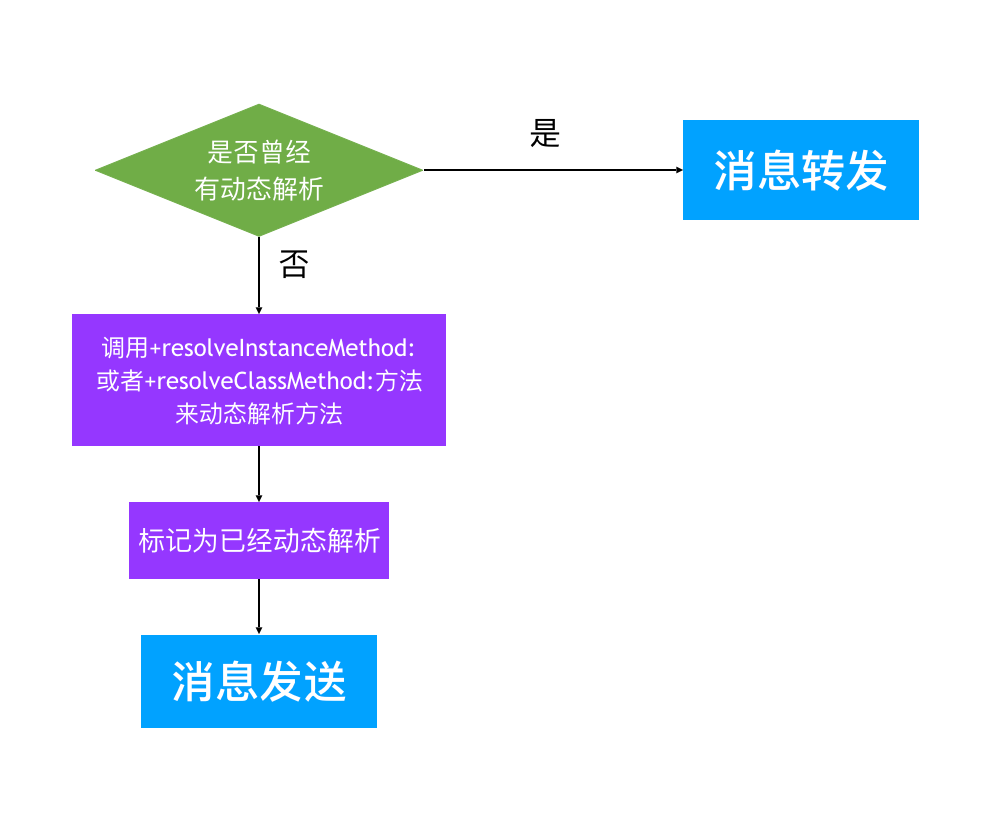 是否曾经
有动态解析
是
消息转发
否
调用+resolveInstanceMethod:
或者+resolveClassMethod:方法
来动态解析方法
标记为已经动态解析
消息发送